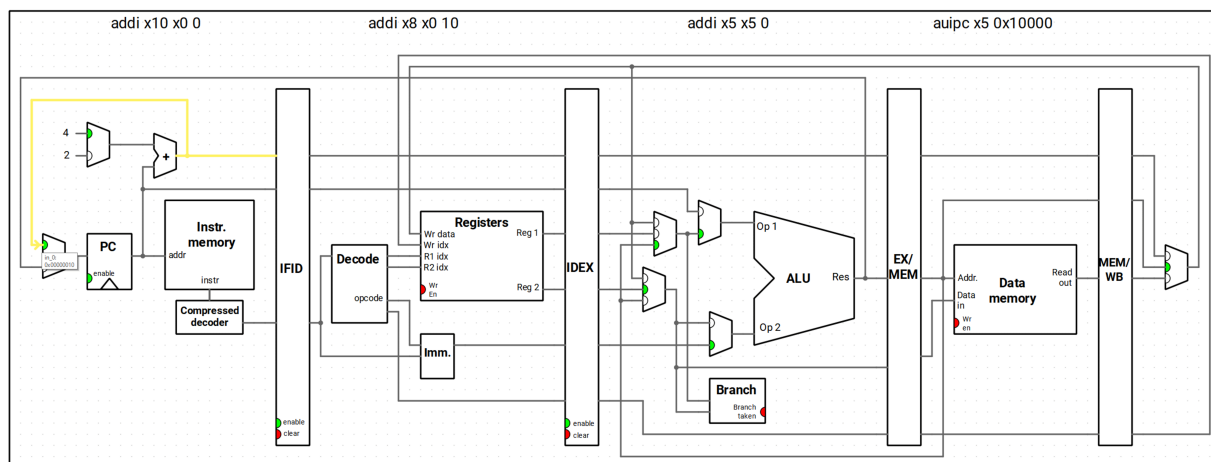 addi x10 x0 0
addi x8 x0 10
addi x5 x5 0
auipc x5 0x10000
4
2
+
PC
enable
in_0:
0x00000010
Instr.
memory
addr
instr
Compressed
decoder
IFID
enable
clear
Decode
opcode
Registers
Wr data
Wr idx
R1 idx
R2 idx
Wr
En
Reg 1
Reg 2
Imm.
IDEX
enable
clear
Op 1
ALU
Res
Op 2
Branch
Branch
taken
EX/
MEM
Addr.
Data
in
Wr
en
Data
memory
Read
out
MEM/
WB